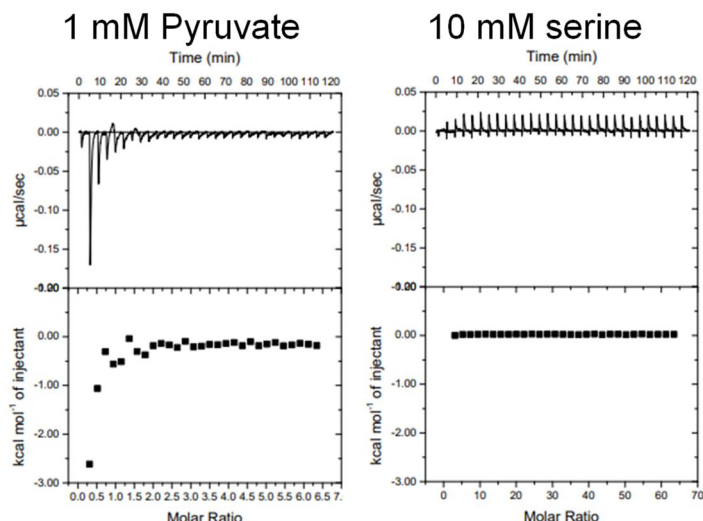 1 mM Pyruvate
Time (min)
0 10 20 30 40 50 60 70 80 90 100 110 120
0.05
0.00
-0.05
-0.10
-0.15
µcal/sec
0.00
-1.00
-2.00
-3.00
kcal mol⁻¹ of injectant
0.0 0.5 1.0 1.5 2.0 2.5 3.0 3.5 4.0 4.5 5.0 5.5 6.0 6.5 7.
Molar Ratio
10 mM serine
Time (min)
0 10 20 30 40 50 60 70 80 90 100 110 120
0.05
0.00
-0.05
-0.10
-0.15
µcal/sec
0.00
-1.00
-2.00
-3.00
kcal mol⁻¹ of injectant
0 10 20 30 40 50 60 70
Molar Ratio